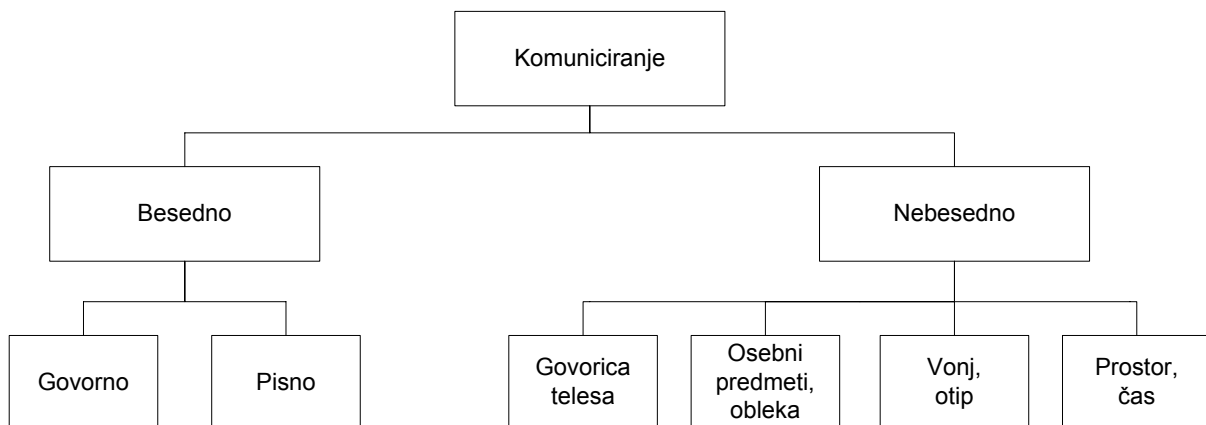 Komuniciranje
Besedno
Nebesedno
Govorno
Pisno
Govorica
telesa
Osebni
predmeti,
obleka
Vonj,
otip
Prostor,
čas